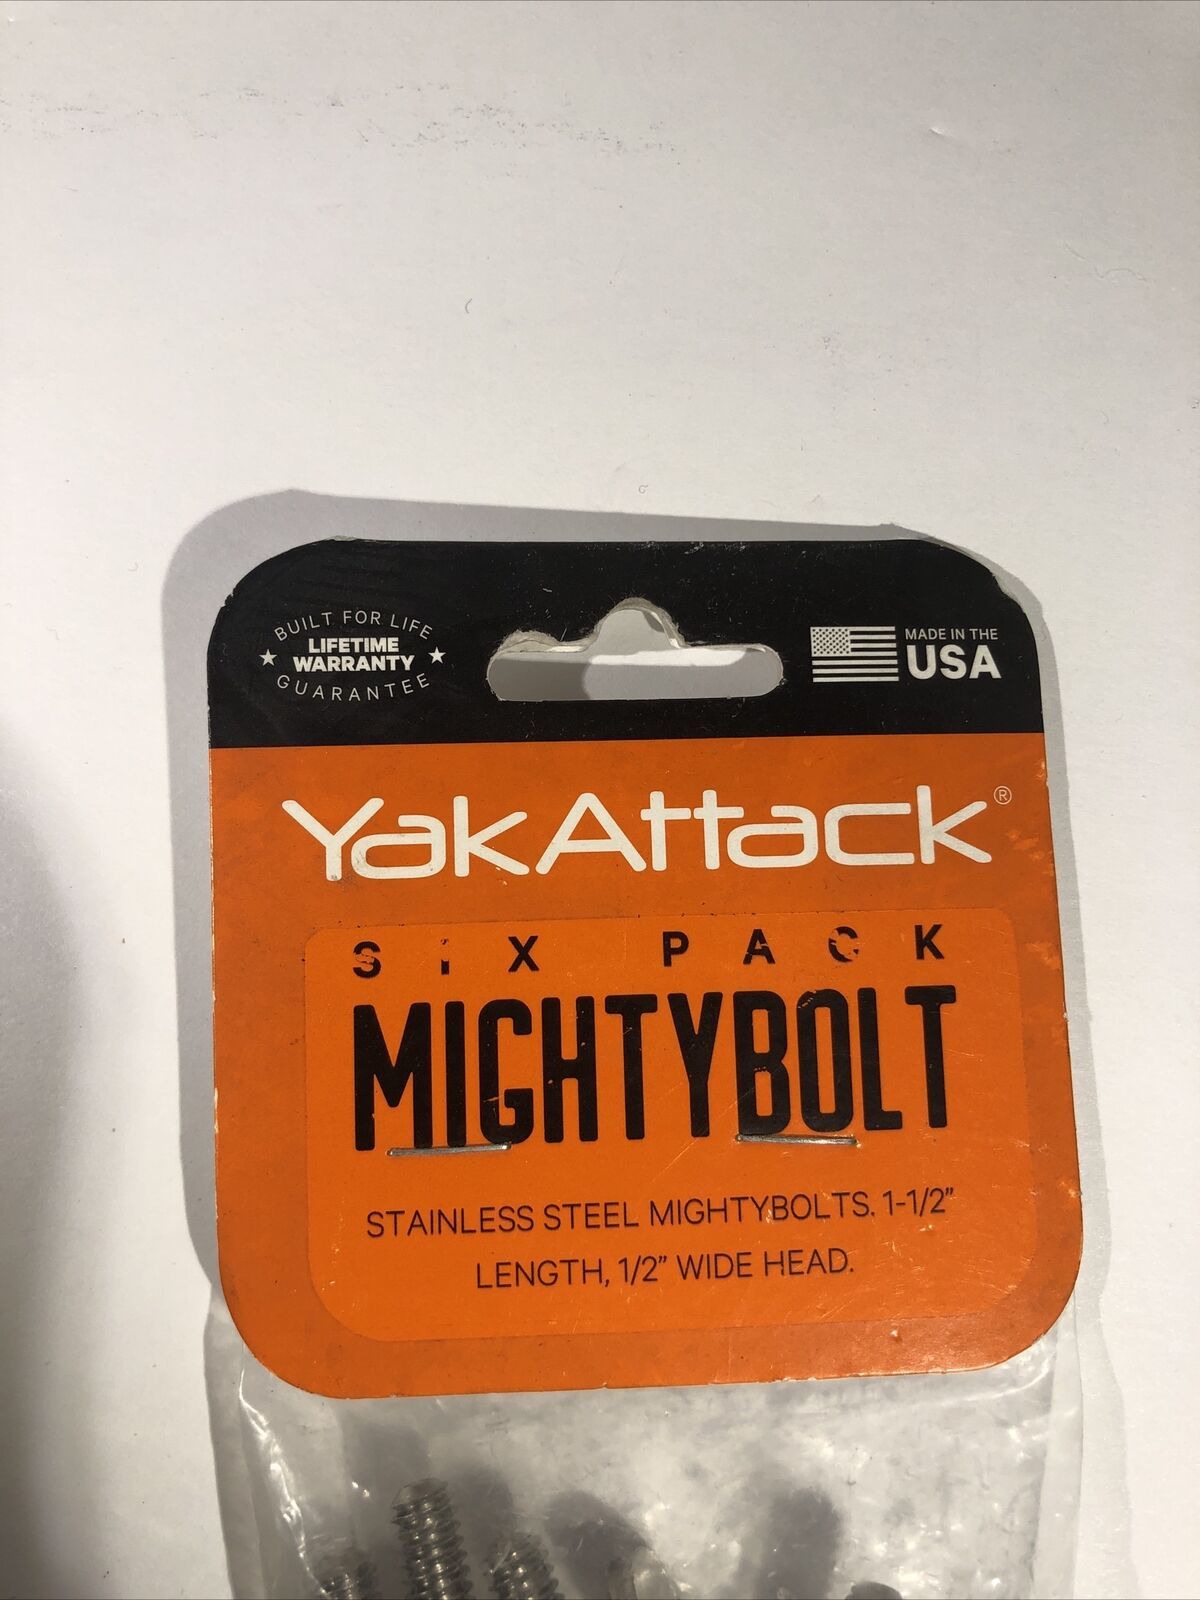 BUILT FOR LIFE
LIFETIME
WARRANTY
GUARANTEE
MADE IN THE
USA
YakAttack®
SIX PACK
MIGHTYBOLT
STAINLESS STEEL MIGHTYBOLTS. 1-1/2”
LENGTH, 1/2” WIDE HEAD.